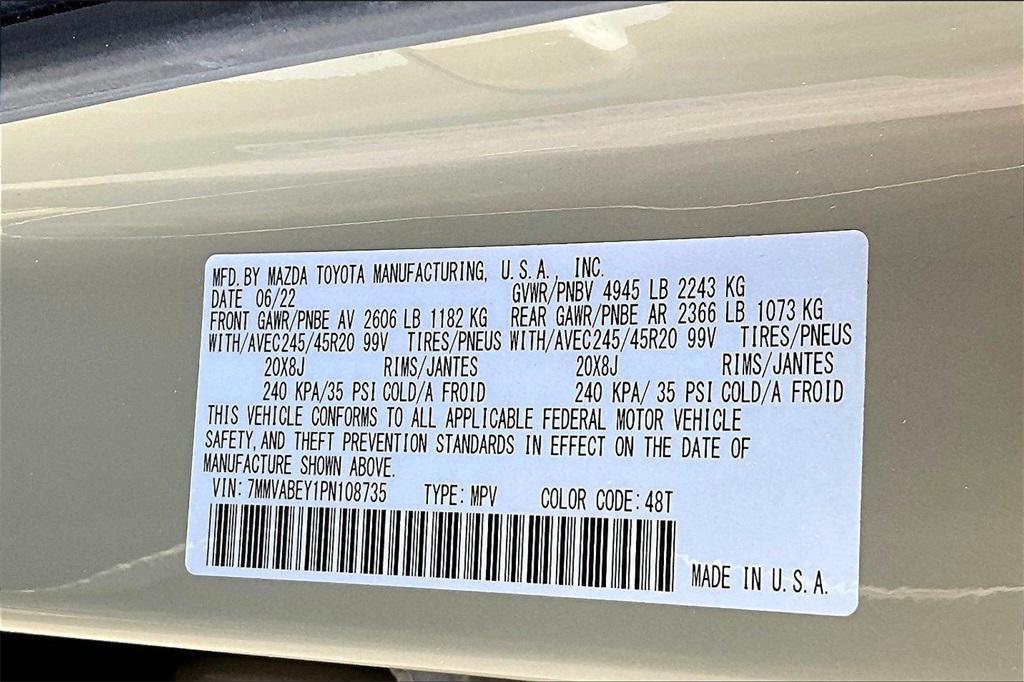 MFD. BY MAZDA TOYOTA MANUFACTURING, U.S.A., INC.
DATE 06/22 GVWR/PNBV 4945 LB 2243 KG
FRONT GAWR/PNBE AV 2606 LB 1182 KG REAR GAWR/PNBE AR 2366 LB 1073 KG
WITH/AVEC245/45R20 99V TIRES/PNEUS WITH/AVEC245/45R20 99V TIRES/PNEUS
20X8J RIMS/JANTES 20X8J RIMS/JANTES
240 KPA/35 PSI COLD/A FROID 240 KPA/ 35 PSI COLD/A FROID
THIS VEHICLE CONFORMS TO ALL APPLICABLE FEDERAL MOTOR VEHICLE
SAFETY, AND THEFT PREVENTION STANDARDS IN EFFECT ON THE DATE OF
MANUFACTURE SHOWN ABOVE.
VIN: 7MMVABEY1PN108735 TYPE: MPV COLOR CODE: 48T
MADE IN U.S.A.